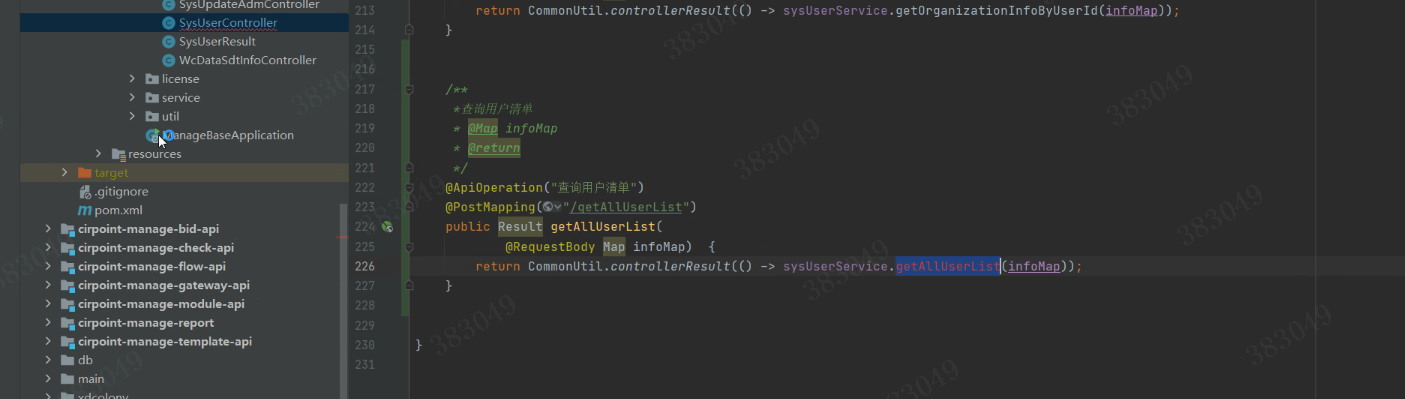 SysUpdateAdmController
SysUserController
SysUserResult
WcDataSdtInfoController
license
service
util
ManageBaseApplication
resources
target
.gitignore
pom.xml
cirpoint-manage-bid-api
cirpoint-manage-check-api
cirpoint-manage-flow-api
cirpoint-manage-gateway-api
cirpoint-manage-module-api
cirpoint-manage-report
cirpoint-manage-template-api
db
main
xdcolony
213 return CommonUtil.controllerResult(() -> sysUserService.getOrganizationInfoByUserId(infoMap));
214 }
215
216
217 /**
218 *查询用户清单
219 * @Map infoMap
220 * @return
221 */
222 @ApiOperation("查询用户清单")
223 @PostMapping("/getAllUserList")
224 public Result getAllUserList(
225 @RequestBody Map infoMap) {
226 return CommonUtil.controllerResult(() -> sysUserService.getAllUserList(infoMap));
227 }
228
229
230 }
231
383049
383049
383049
383049
383049
383049
383049
383049
383049
383049
383049